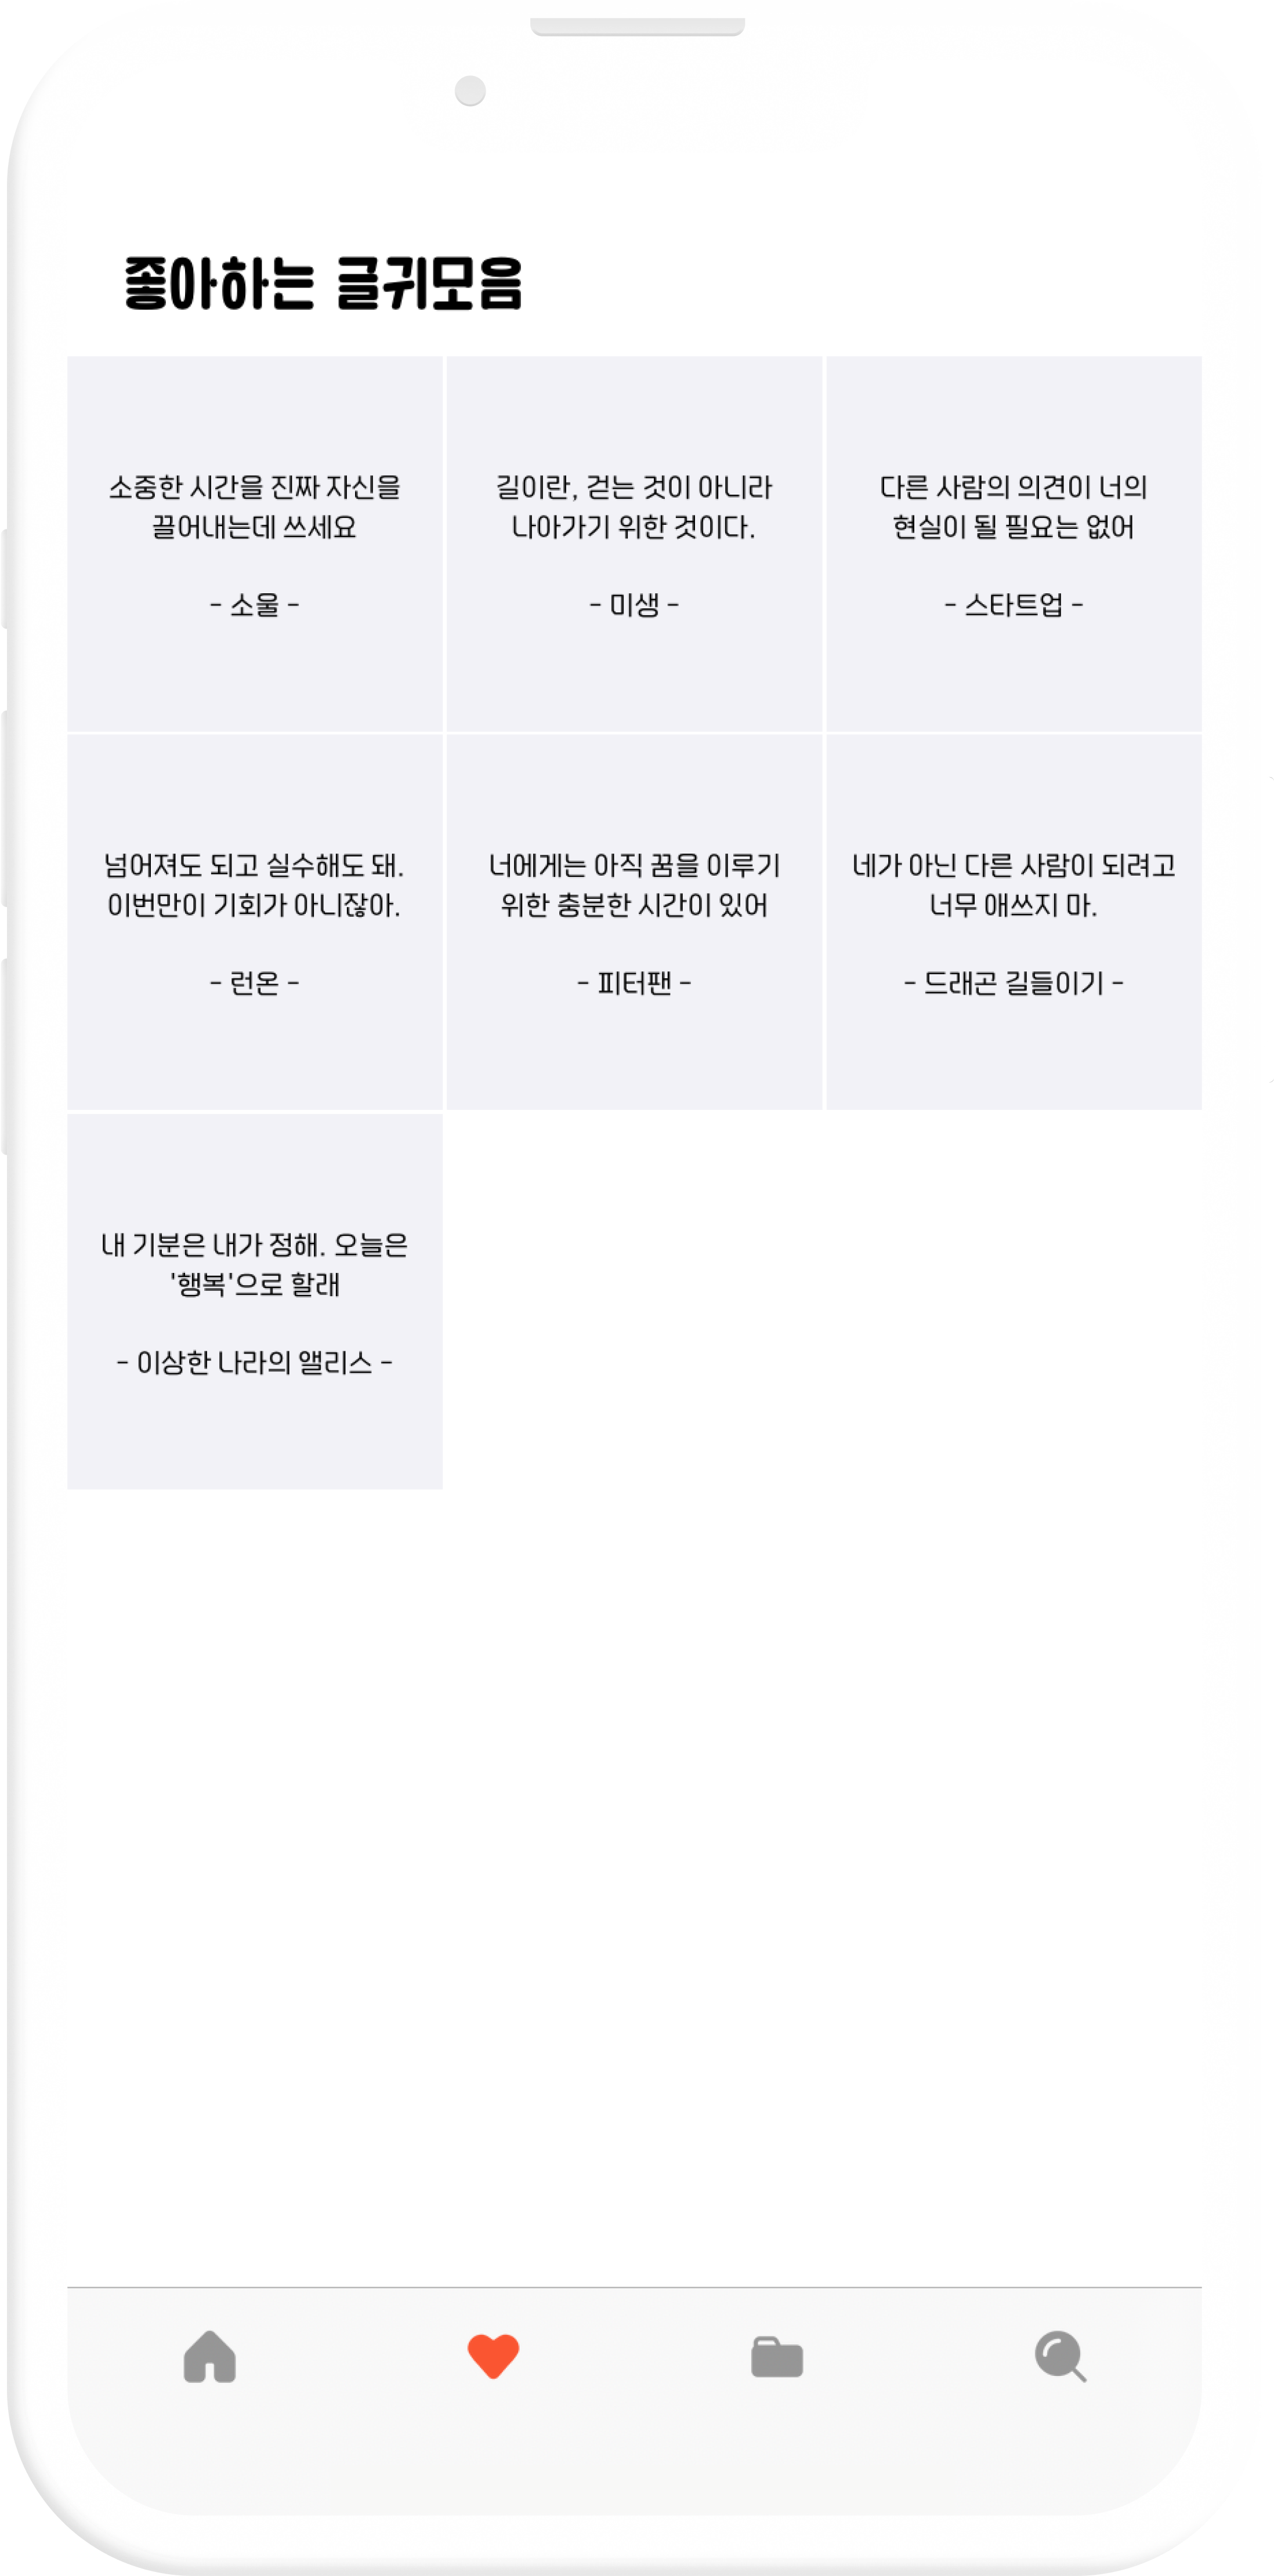 좋아하는 글귀모음
소중한 시간을 진짜 자신을
끌어내는데 쓰세요
- 소울 -
길이란, 걷는 것이 아니라
나아가기 위한 것이다.
- 미생 -
다른 사람의 의견이 너의
현실이 될 필요는 없어
- 스타트업 -
넘어져도 되고 실수해도 돼.
이번만이 기회가 아니잖아.
- 런온 -
너에게는 아직 꿈을 이루기
위한 충분한 시간이 있어
- 피터팬 -
네가 아닌 다른 사람이 되려고
너무 애쓰지 마.
- 드래곤 길들이기 -
내 기분은 내가 정해. 오늘은
'행복'으로 할래
- 이상한 나라의 앨리스 -